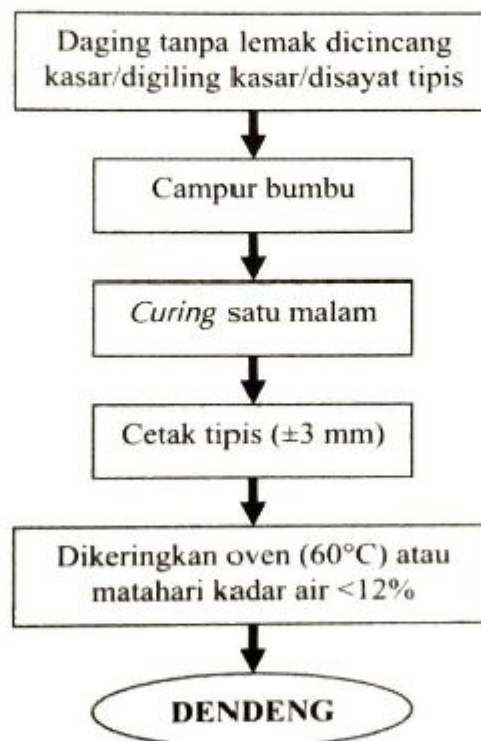 Daging tanpa lemak dicincang
kasar/digiling kasar/disayat tipis
Campur bumbu
Curing satu malam
Cetak tipis (±3 mm)
Dikeringkan oven (60°C) atau
matahari kadar air <12%
DENDENG